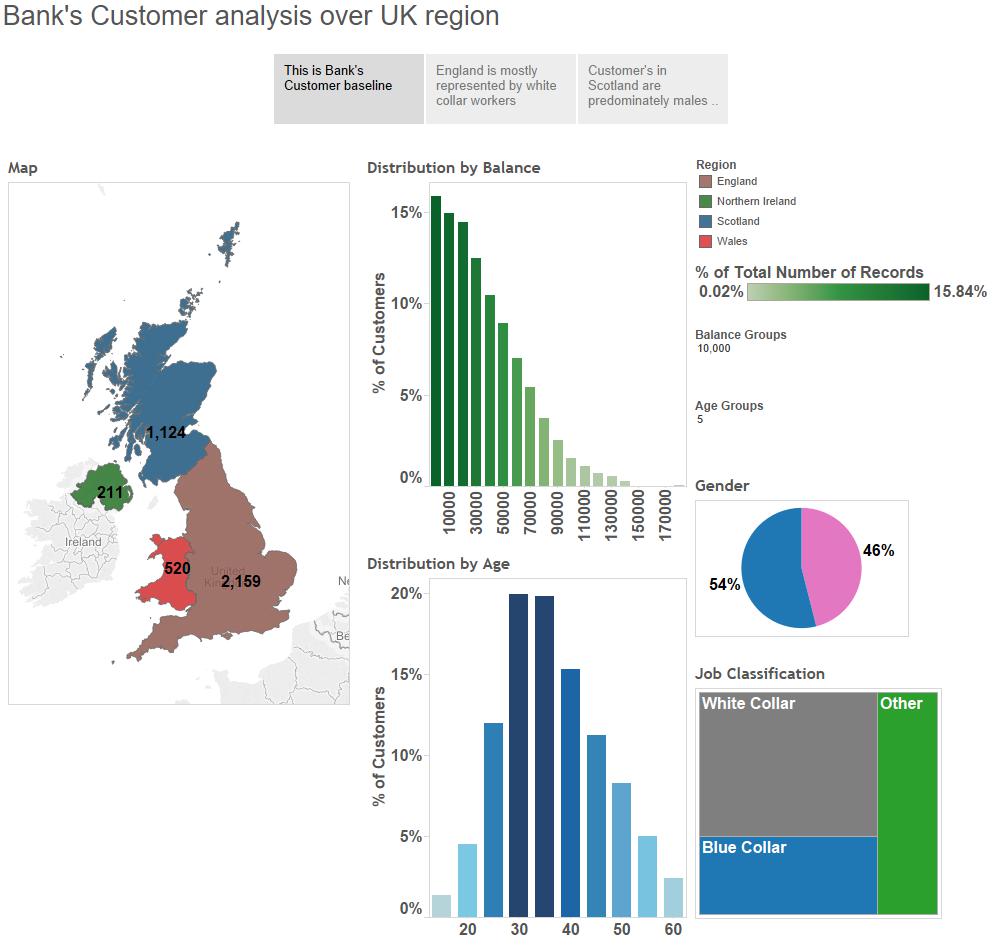 Bank's Customer analysis over UK region
This is Bank's
Customer baseline
England is mostly
represented by white
collar workers
Customer's in
Scotland are
predominately males ..
Map
1,124
211
Ireland
520
United
2,159
Ne
Be
Distribution by Balance
% of Customers
15%
10%
5%
0%
10000
30000
50000
70000
90000
110000
130000
150000
170000
Distribution by Age
% of Customers
20%
15%
10%
5%
0%
20
30
40
50
60
Region
England
Northern Ireland
Scotland
Wales
% of Total Number of Records
0.02%
15.84%
Balance Groups
10,000
Age Groups
5
Gender
46%
54%
Job Classification
White Collar
Other
Blue Collar